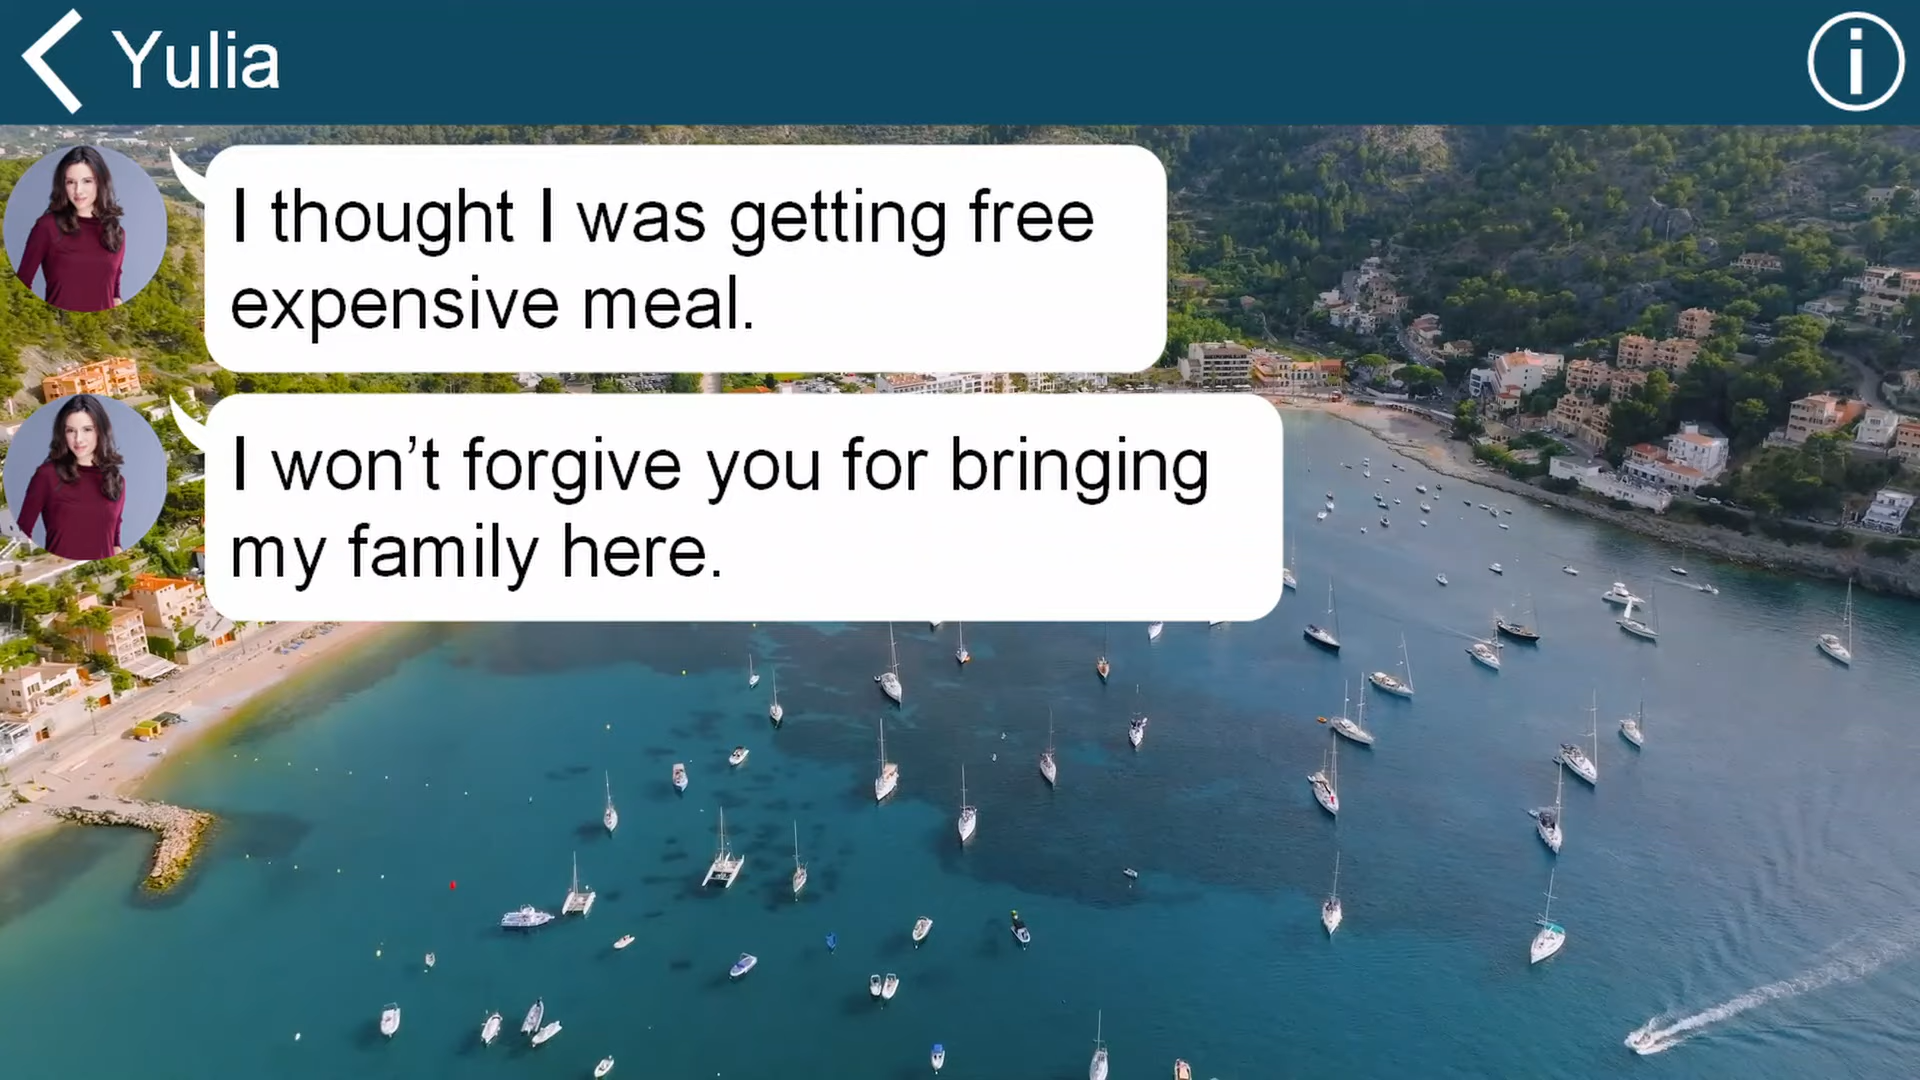 Yulia
I thought I was getting free
expensive meal.
I won’t forgive you for bringing
my family here.